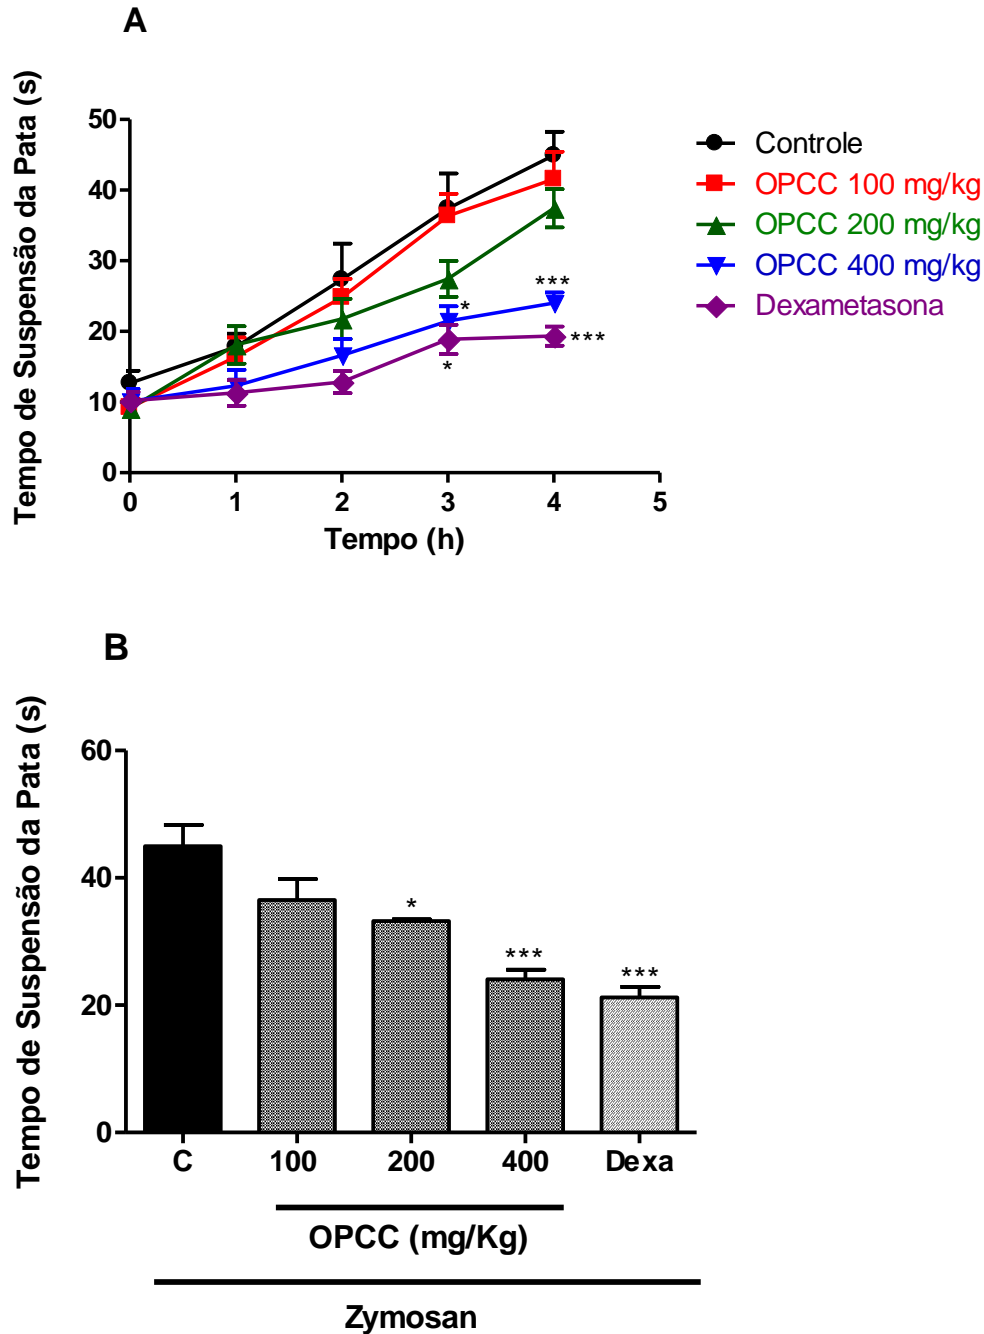 A
Tempo de Suspensão da Pata (s)
50
40
30
20
10
0
0 1 2 3 4 5
Tempo (h)
Controle
OPCC 100 mg/kg
OPCC 200 mg/kg
OPCC 400 mg/kg
Dexametasona
***
*
***
*
B
Tempo de Suspensão da Pata (s)
60
40
20
0
*
***
***
C 100 200 400 Dexa
OPCC (mg/Kg)
Zymosan